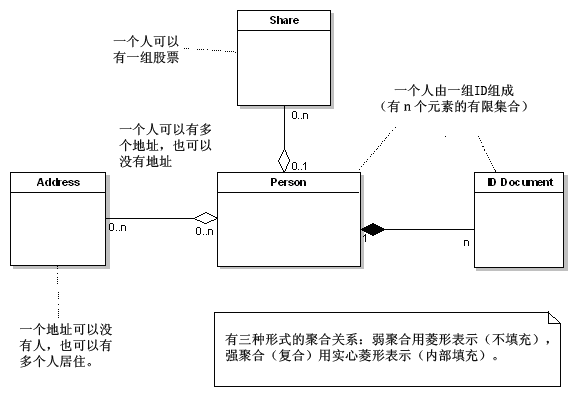 Share
一个人可以
有一组股票
一个人由一组ID组成
（有 n 个元素的有限集合）
0..n
一个人可以有多
个地址，也可以
没有地址
0..1
Address
Person
ID Document
0..n
0..n
1
n
一个地址可以没
有人，也可以有
多个人居住。
有三种形式的聚合关系：弱聚合用菱形表示（不填充），
强聚合（复合）用实心菱形表示（内部填充）。